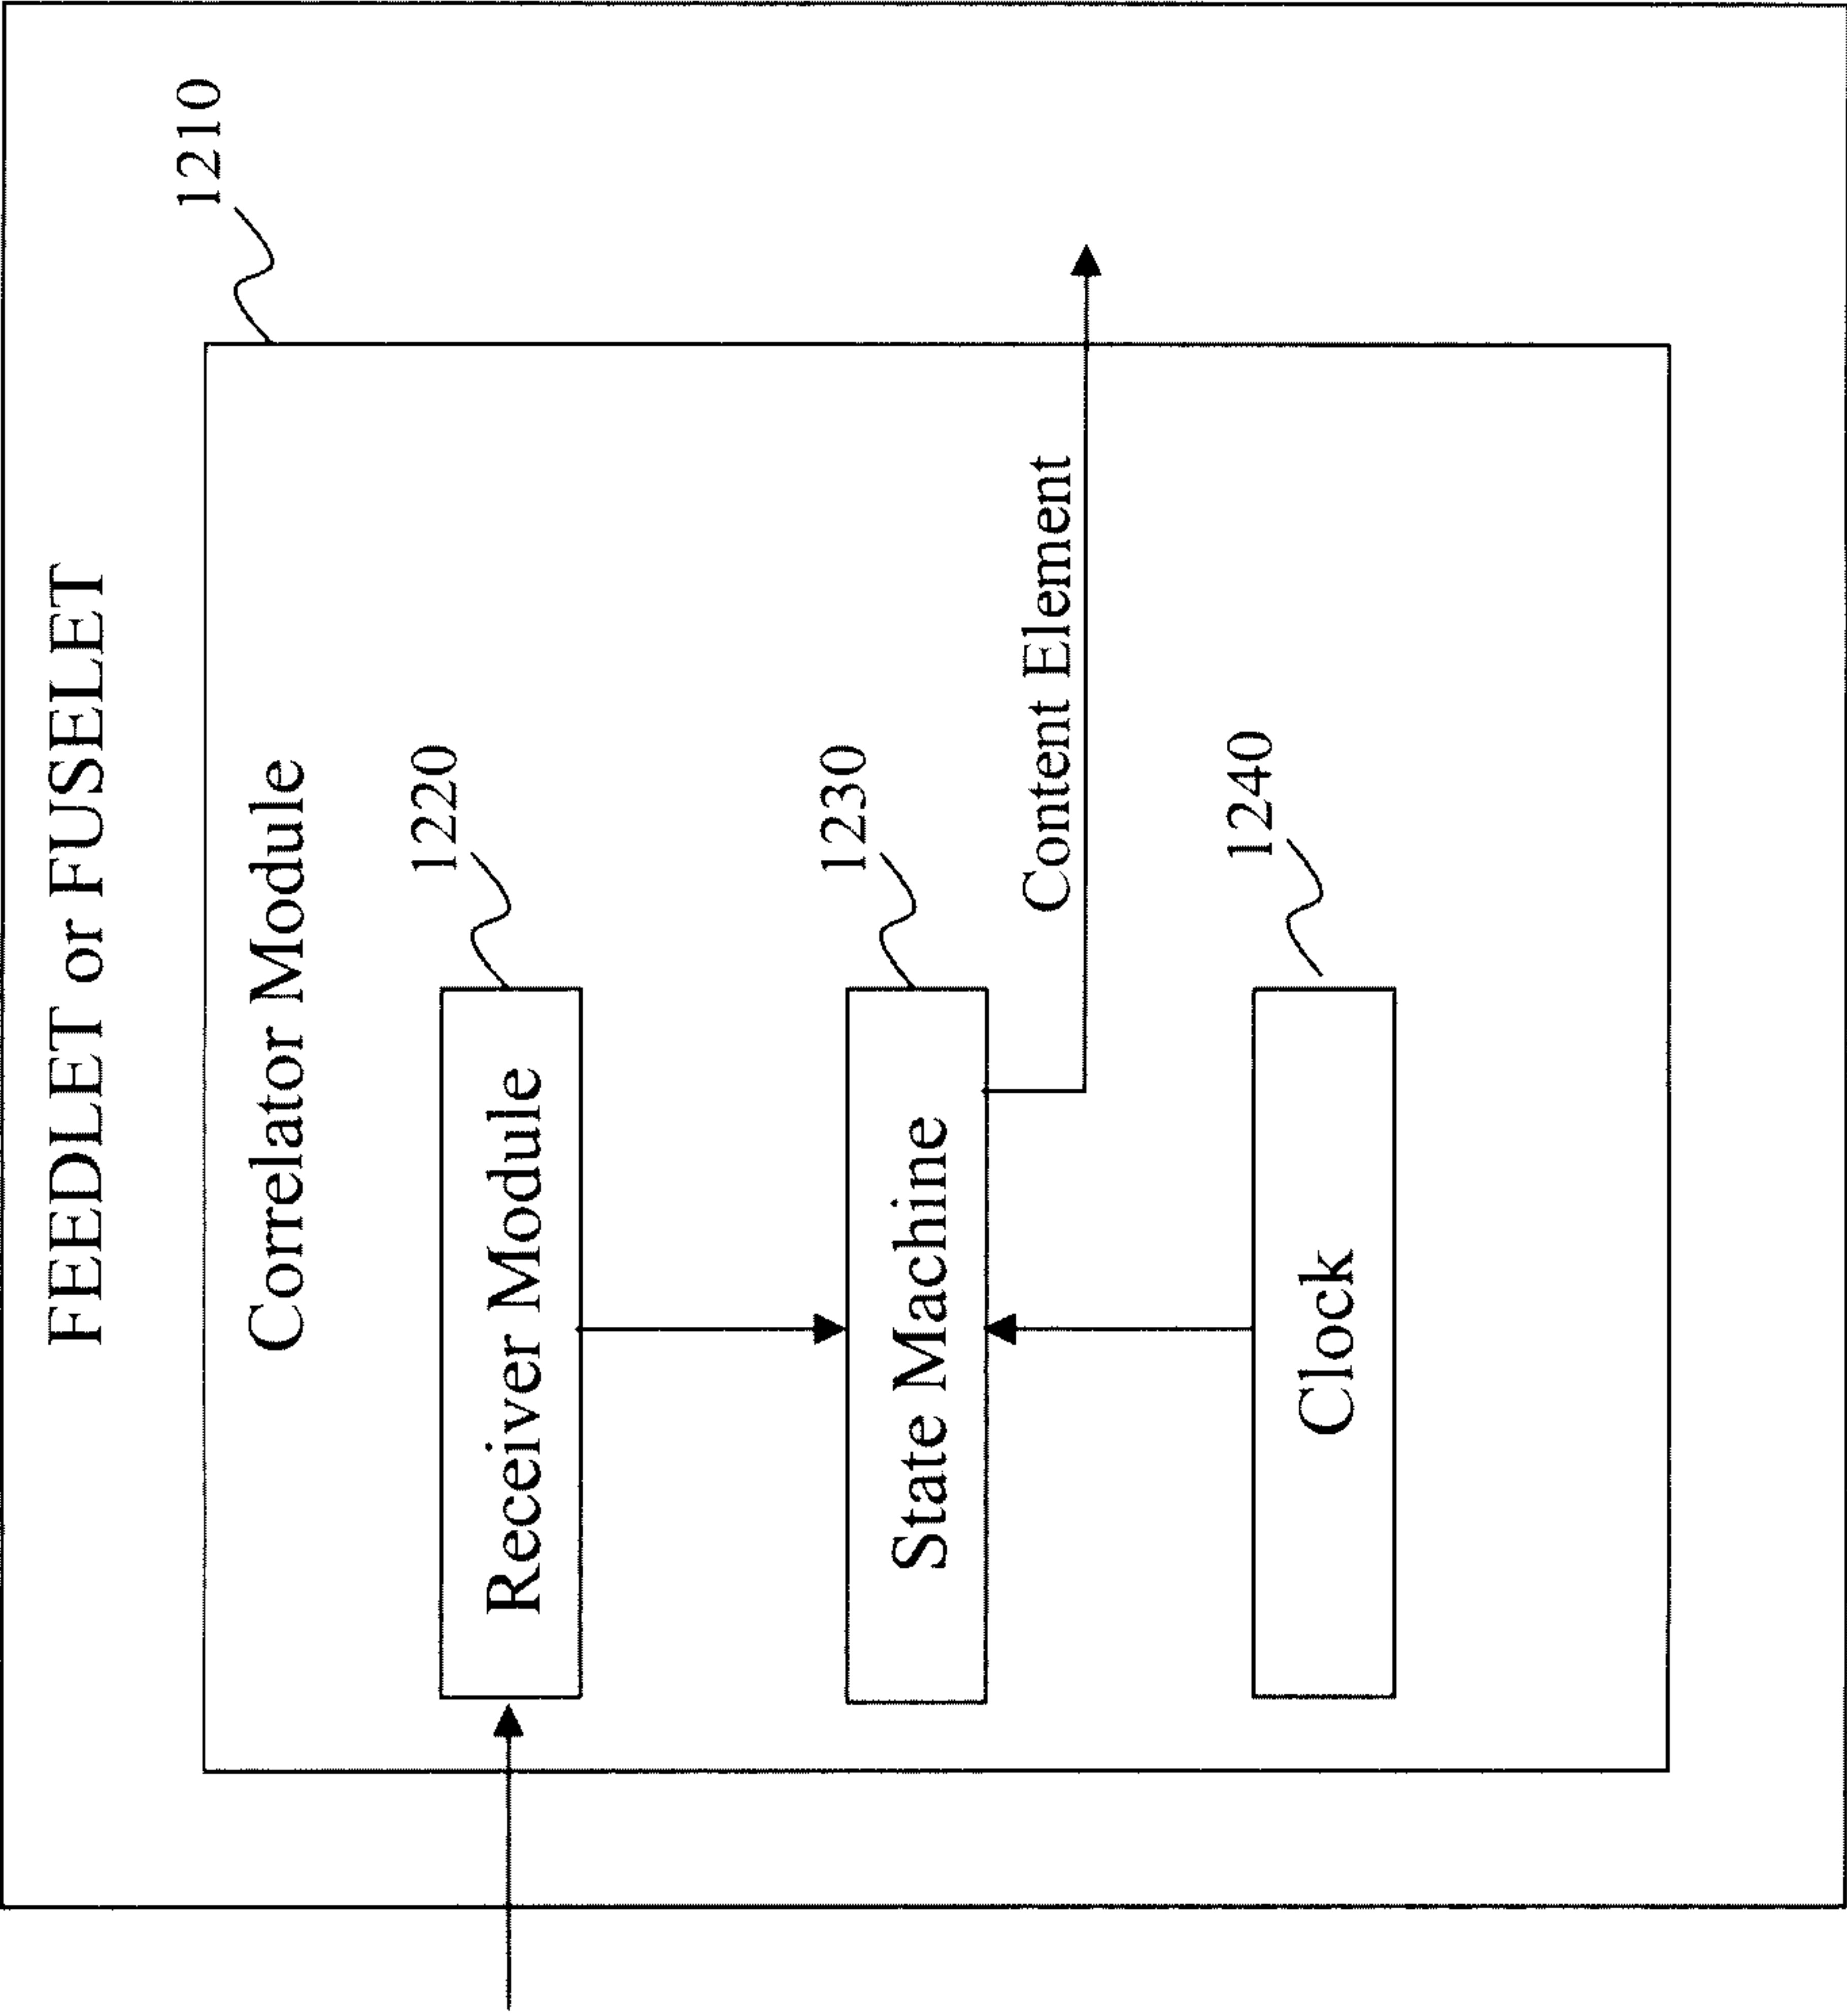 FEEDLET or FUSELET
1210
Correlator Module
1220
Receiver Module
1230
State Machine
Content Element
1240
Clock